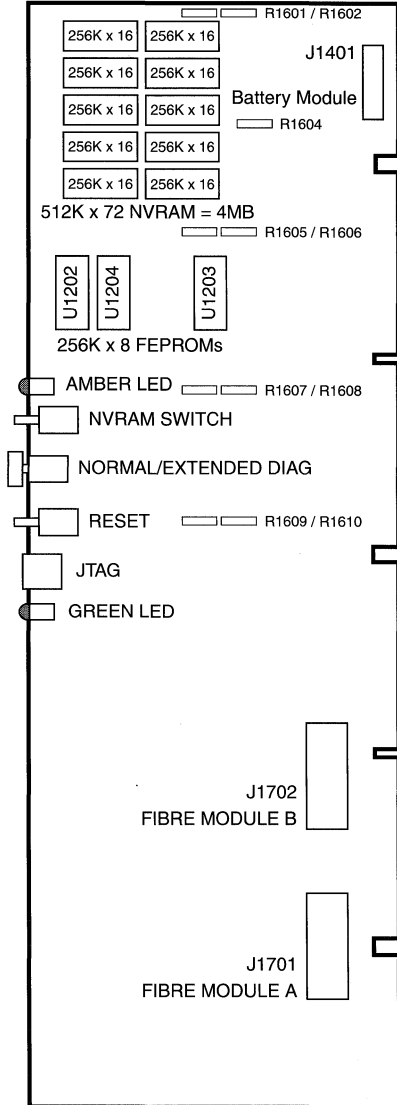 R1601 / R1602
256K x 16 256K x 16
J1401
256K x 16 256K x 16
Battery Module
256K x 16 256K x 16
R1604
256K x 16 256K x 16
256K x 16 256K x 16
512K x 72 NVRAM = 4MB
R1605 / R1606
U1202 U1204 U1203
256K x 8 FEPROMs
AMBER LED
R1607 / R1608
NVRAM SWITCH
NORMAL/EXTENDED DIAG
RESET
R1609 / R1610
JTAG
GREEN LED
J1702
FIBRE MODULE B
J1701
FIBRE MODULE A